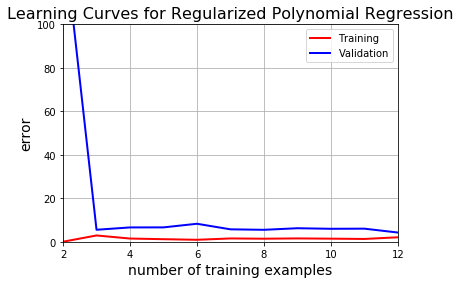 Learning Curves for Regularized Polynomial Regression
100
80
60
40
20
0
error
Training
Validation
2 4 6 8 10 12
number of training examples